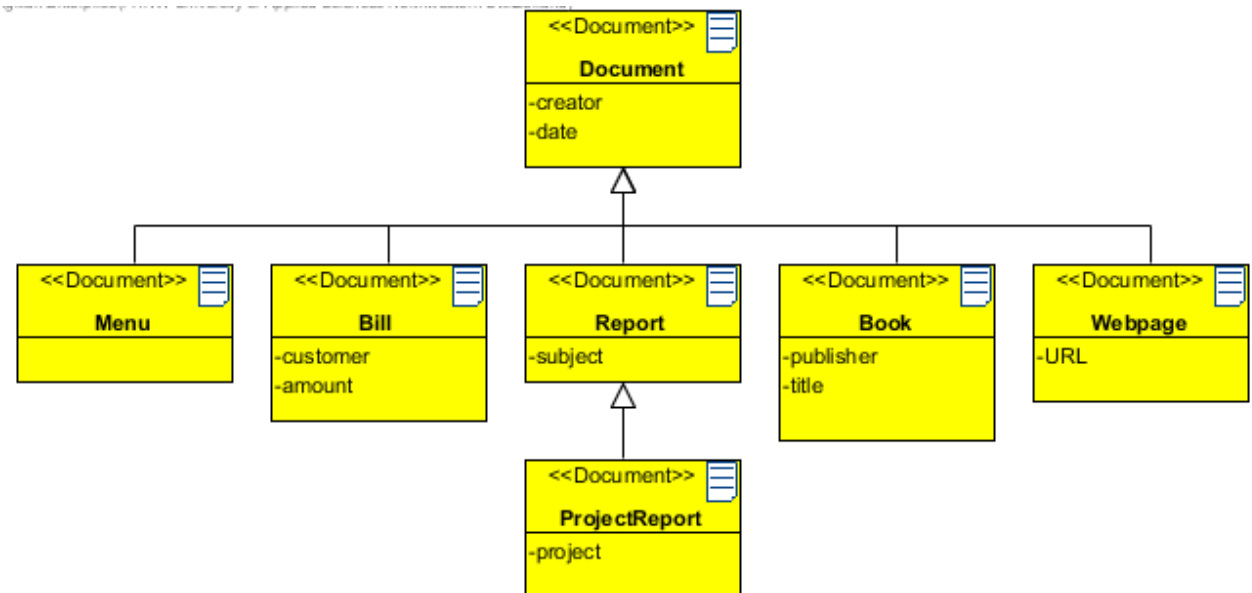 <<Document>>
Document
-creator
-date
<<Document>>
Menu
<<Document>>
Bill
-customer
-amount
<<Document>>
Report
-subject
<<Document>>
Book
-publisher
-title
<<Document>>
Webpage
-URL
<<Document>>
ProjectReport
-project